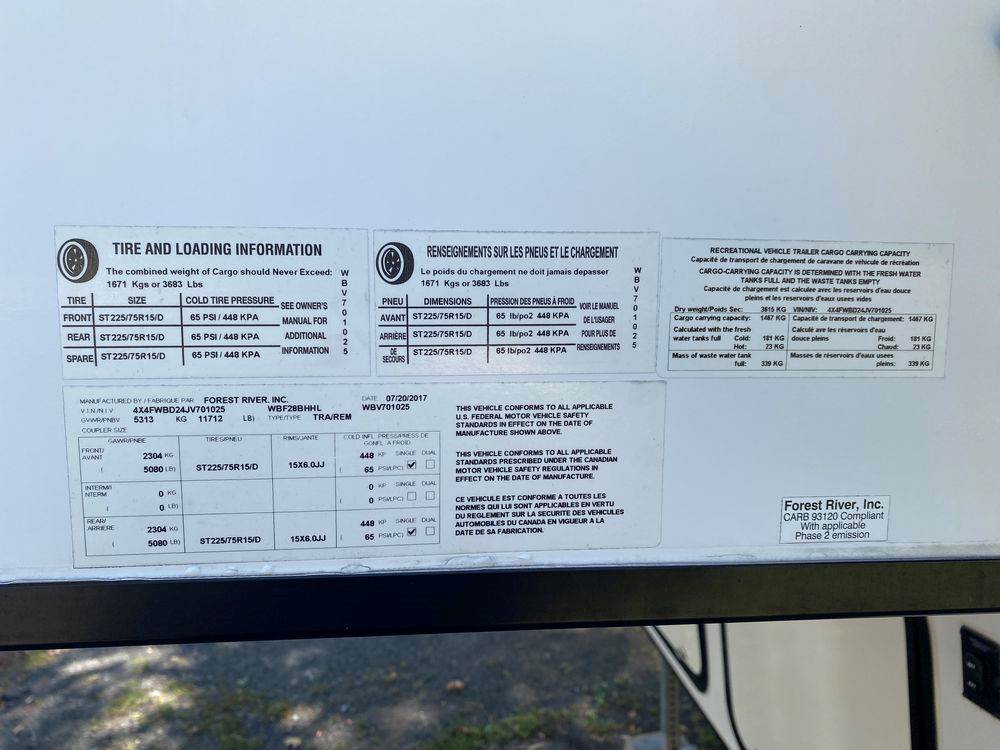 TIRE AND LOADING INFORMATION
The combined weight of Cargo should Never Exceed:
1671 Kgs or 3683 Lbs
TIRE SIZE COLD TIRE PRESSURE SEE OWNER'S
FRONT ST225/75R15/D 65 PSI / 448 KPA MANUAL FOR
REAR ST225/75R15/D 65 PSI / 448 KPA ADDITIONAL
SPARE ST225/75R15/D 65 PSI / 448 KPA INFORMATION
WBV701025
RENSEIGNEMENTS SUR LES PNEUS ET LE CHARGEMENT
Le poids du chargement ne doit jamais depasser
1671 Kgs or 3683 Lbs
PNEU DIMENSIONS PRESSION DES PNEUS À FROID VOIR LE MANUEL
AVANT ST225/75R15/D 65 lb/po2 448 KPA DE L'USAGER
ARRIÈRE ST225/75R15/D 65 lb/po2 448 KPA POUR PLUS DE
DE SECOURS ST225/75R15/D 65 lb/po2 448 KPA RENSEIGNEMENTS
WBV701025
RECREATIONAL VEHICLE TRAILER CARGO CARRYING CAPACITY
Capacité de transport de chargement de caravane de véhicule de récréation
CARGO-CARRYING CAPACITY IS DETERMINED WITH THE FRESH WATER
TANKS FULL AND THE WASTE TANKS EMPTY
Capacité de chargement est calculée avec les reservoirs d'eau douce
pleins et les reservoirs d'eaux usees vides
Dry weight/Poids Sec: 3615 KG VIN/NIV: 4X4FWBD24JV701025
Cargo carrying capacity: 1467 KG Capacité de transport de chargement: 1467 KG
Calculated with the fresh Calculé ave les réservoirs d'eau
water tanks full Cold: 181 KG douce pleins Froid: 181 KG
Hot: 23 KG Chaud: 23 KG
Mass of waste water tank Masses de réservoirs d'eaux usees
full: 339 KG pleins: 339 KG
MANUFACTURED BY / FABRIQUE PAR FOREST RIVER, INC. DATE 07/20/2017
V.I.N./N.I.V. 4X4FWBD24JV701025 WBF28BHHL WBV701025
GVWR/PNBV 5313 KG 11712 LB) TYPE/TYPE TRA/REM
COUPLER SIZE
GAWR/PNBE TIRES/PNEU RIMS/JANTE COLD INFL PRESS/PRESS DE
GONFL A FROID
FRONT/
AVANT 2304 KG ST225/75R15/D 15X6.0JJ 448 KP SINGLE DUAL
( 5080 LB) ( 65 PSI/LPC)
INTERM/I
NTERM 0 KG 0 KP SINGLE DUAL
( 0 LB) ( 0 PSI/LPC)
REAR/
ARRIERE 2304 KG ST225/75R15/D 15X6.0JJ 448 KP SINGLE DUAL
( 5080 LB) ( 65 PSI/LPC)
THIS VEHICLE CONFORMS TO ALL APPLICABLE
U.S. FEDERAL MOTOR VEHICLE SAFETY
STANDARDS IN EFFECT ON THE DATE OF
MANUFACTURE SHOWN ABOVE.
THIS VEHICLE CONFORMS TO ALL APPLICABLE
STANDARDS PRESCRIBED UNDER THE CANADIAN
MOTOR VEHICLE SAFETY REGULATIONS IN
EFFECT ON THE DATE OF MANUFACTURE.
CE VEHICULE EST CONFORME A TOUTES LES
NORMES QUI LUI SONT APPLICABLES EN VERTU
DU REGLEMENT SUR LA SECURITE DES VEHICULES
AUTOMOBILES DU CANADA EN VIGUEUR A LA
DATE DE SA FABRICATION.
Forest River, Inc.
CARB 93120 Compliant
With applicable
Phase 2 emission